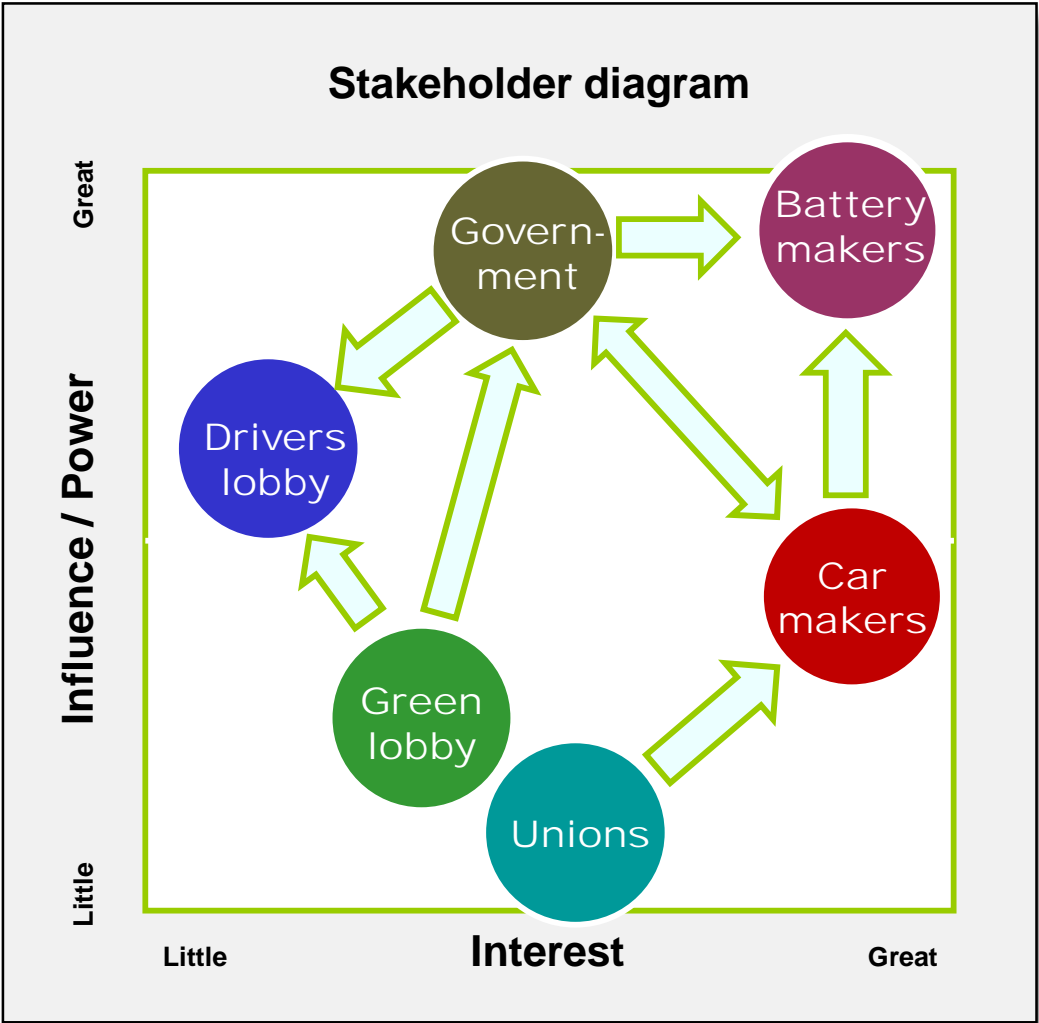 Stakeholder diagram
Great
Battery
makers
Govern-
ment
Influence / Power
Drivers
lobby
Car
makers
Green
lobby
Unions
Little
Little
Interest
Great